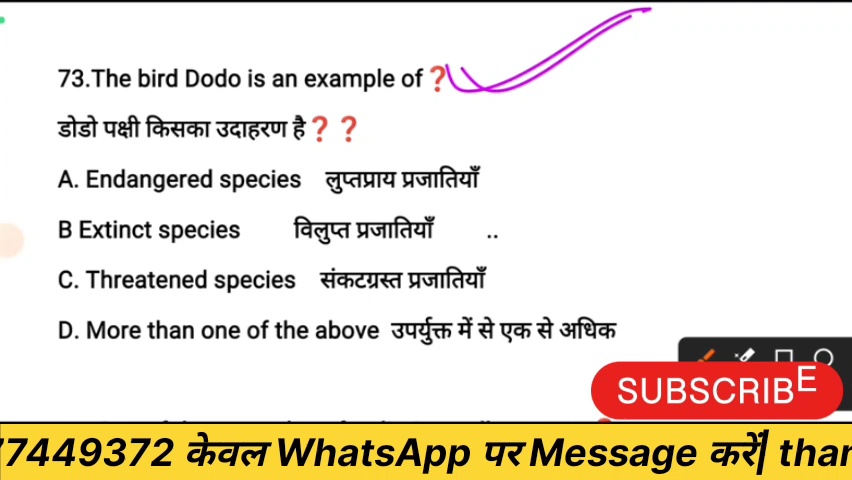 73.The bird Dodo is an example of ❓
डोडो पक्षी किसका उदाहरण है❓❓
A. Endangered species लुप्तप्राय प्रजातियाँ
B Extinct species विलुप्त प्रजातियाँ ..
C. Threatened species संकटग्रस्त प्रजातियाँ
D. More than one of the above उपर्युक्त में से एक से अधिक
SUBSCRIBE
77449372 केवल WhatsApp पर Message करें| than